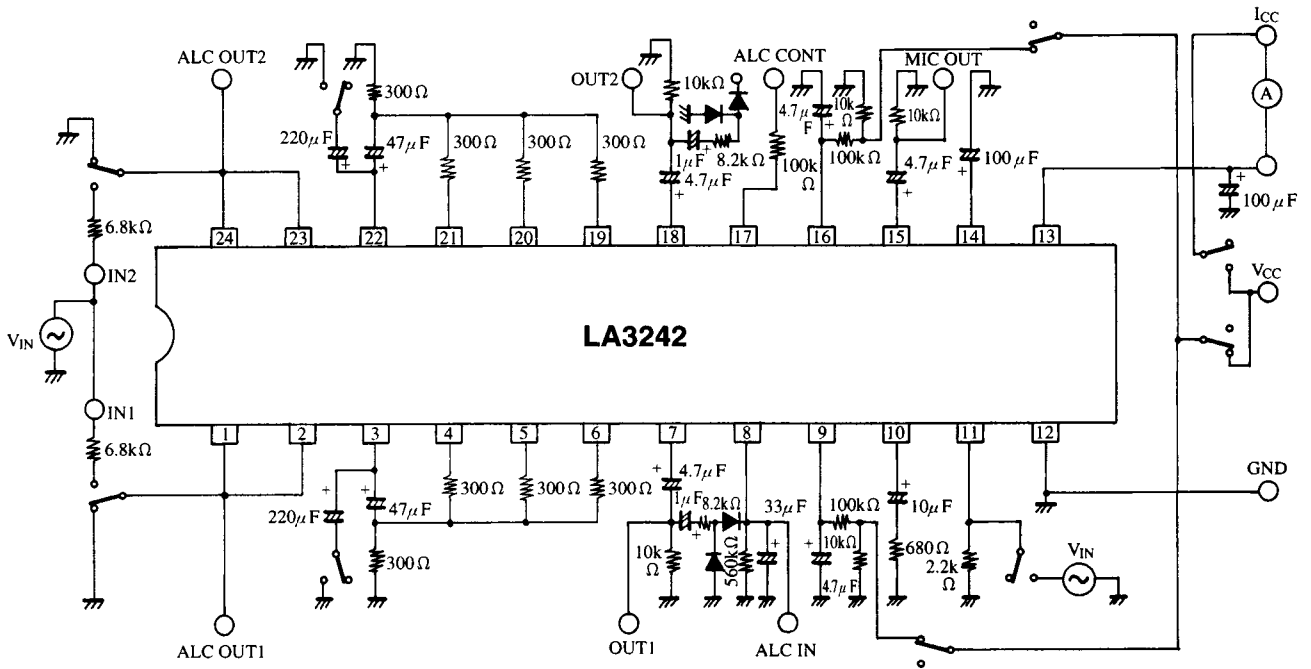 ICC
ALC OUT2
ALC CONT
OUT2
MIC OUT
A
300Ω
10kΩ
4.7μF
10kΩ
10kΩ
220μF
47μF
300Ω
300Ω
300Ω
1μF
8.2kΩ
4.7μF
100kΩ
100kΩ
4.7μF
100μF
100μF
6.8kΩ
24
23
22
21
20
19
18
17
16
15
14
13
IN2
VCC
VIN
LA3242
IN1
6.8kΩ
1
2
3
4
5
6
7
8
9
10
11
12
GND
4.7μF
220μF
47μF
300Ω
300Ω
300Ω
1μF
8.2kΩ
33μF
100kΩ
10μF
10kΩ
560kΩ
10kΩ
4.7μF
680Ω
2.2kΩ
VIN
300Ω
OUT1
ALC IN
ALC OUT1